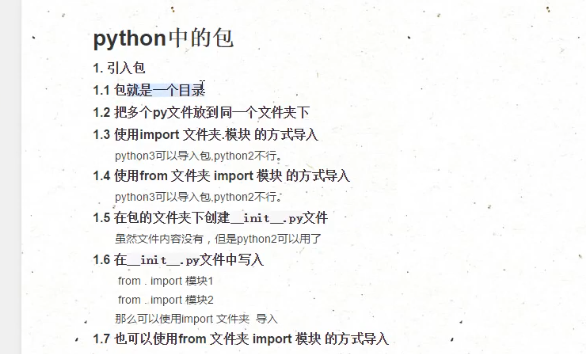 python中的包
1. 引入包
1.1 包就是一个目录
1.2 把多个py文件放到同一个文件夹下
1.3 使用import 文件夹.模块 的方式导入
python3可以导入包,python2不行。
1.4 使用from 文件夹 import 模块 的方式导入
python3可以导入包,python2不行。
1.5 在包的文件夹下创建__init__.py文件
虽然文件内容没有，但是python2可以用了
1.6 在__init__.py文件中写入
from . import 模块1
from . import 模块2
那么可以使用import 文件夹 导入
1.7 也可以使用from 文件夹 import 模块 的方式导入